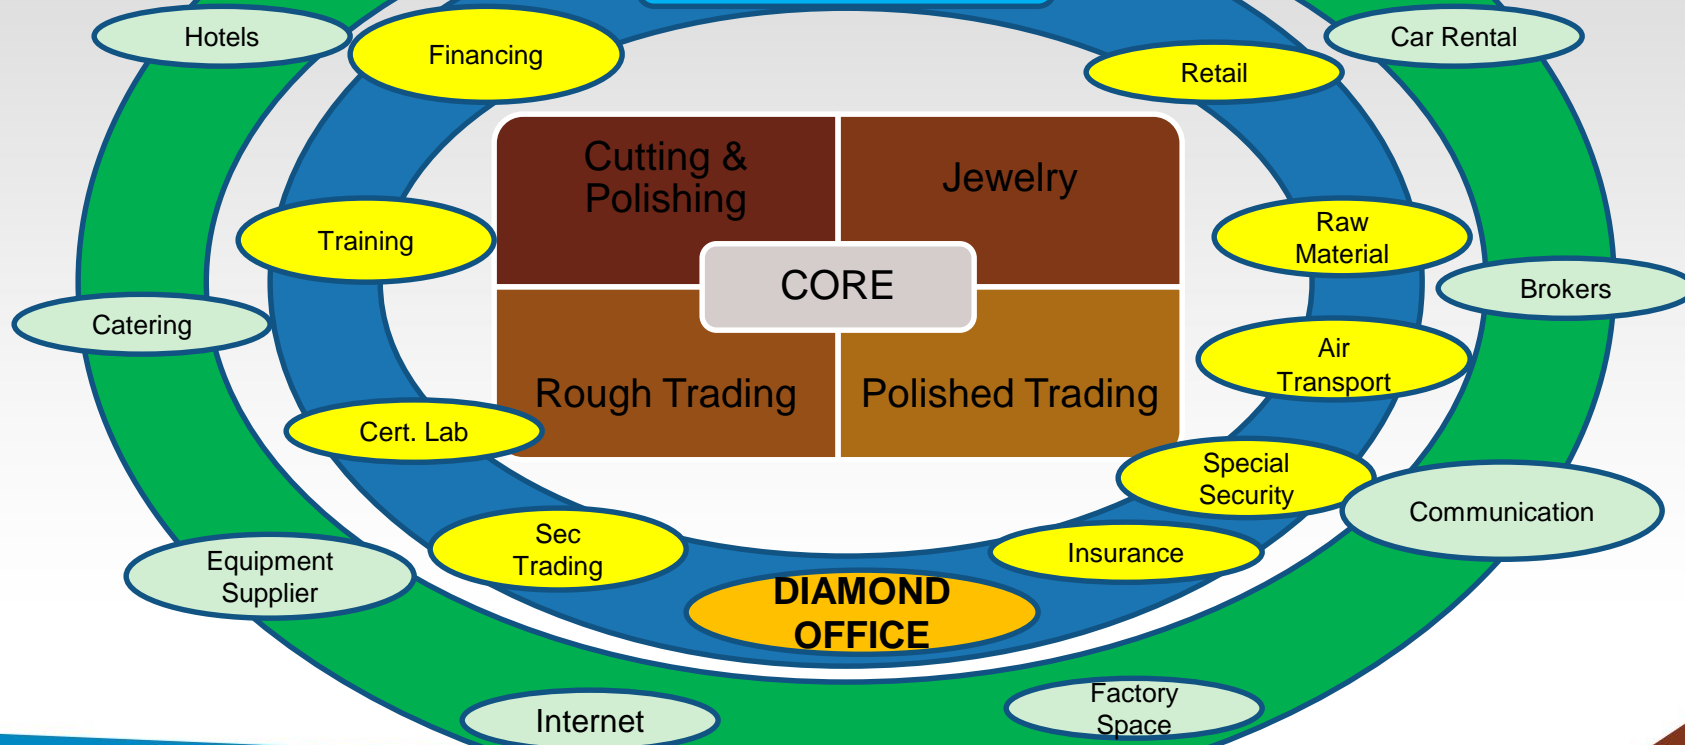 Hotels
Financing
Car Rental
Retail
Cutting &
Polishing
Jewelry
Training
Raw
Material
CORE
Brokers
Catering
Air
Transport
Rough Trading
Polished Trading
Cert. Lab
Special
Security
Communication
Sec
Trading
Insurance
Equipment
Supplier
DIAMOND
OFFICE
Internet
Factory
Space